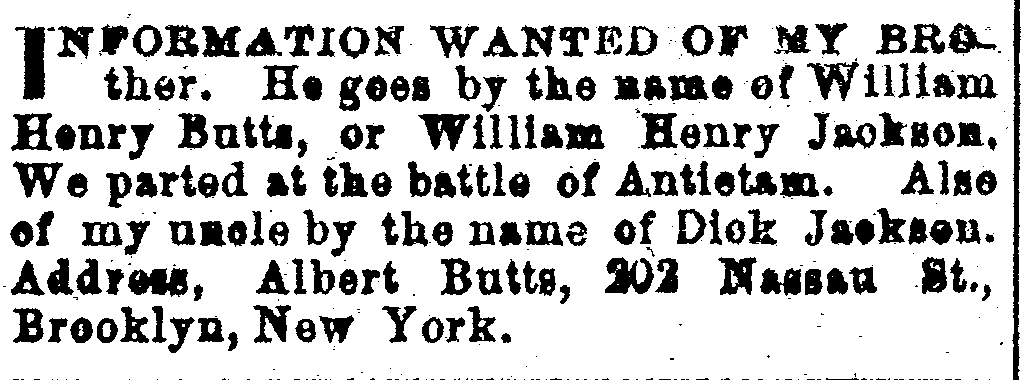 INFORMATION WANTED OF MY BRO-
ther. He goes by the name of William
Henry Butts, or William Henry Jackson.
We parted at the battle of Antietam. Also
of my uncle by the name of Dick Jackson.
Address, Albert Butts, 202 Nassau St.,
Brooklyn, New York.